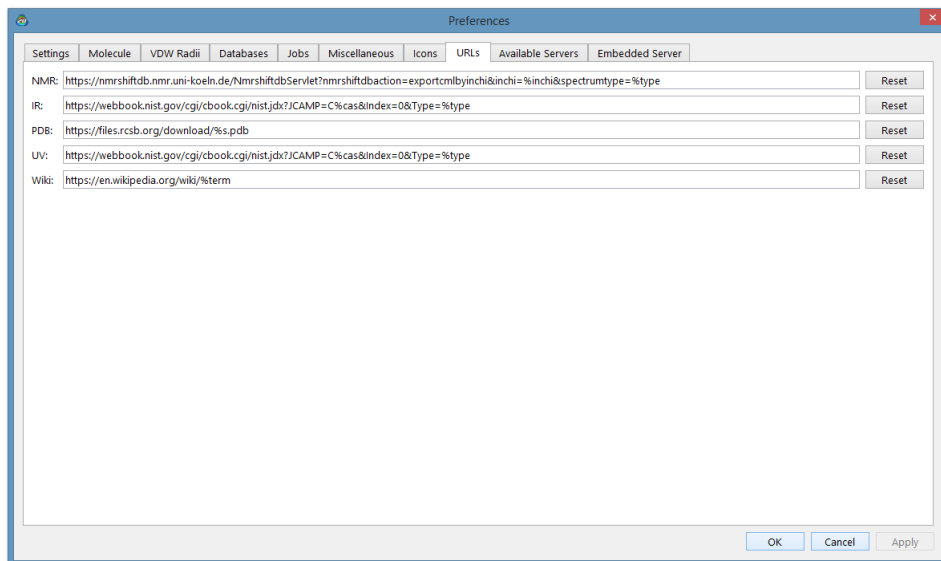 Preferences
Settings Molecule VDW Radii Databases Jobs Miscellaneous Icons URLs Available Servers Embedded Server
NMR: https://nmrshiftdb.nmr.uni-koeln.de/NmrshiftdbServlet?nmrshiftdbaction=exportcmlbyinchi&inchi=%inchi&spectrumtype=%type Reset
IR: https://webbook.nist.gov/cgi/cbook.cgi/nist.jdx?JCAMP=C%cas&Index=0&Type=%type Reset
PDB: https://files.rcsb.org/download/%s.pdb Reset
UV: https://webbook.nist.gov/cgi/cbook.cgi/nist.jdx?JCAMP=C%cas&Index=0&Type=%type Reset
Wiki: https://en.wikipedia.org/wiki/%term Reset
OK Cancel Apply